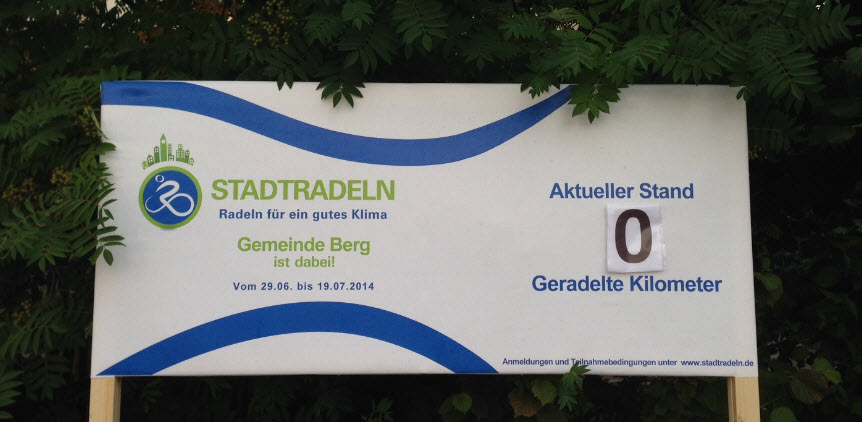 STADTRADELN
Radeln für ein gutes Klima
Gemeinde Berg
ist dabei!
Vom 29.06. bis 19.07.2014
Aktueller Stand
0
Geradelte Kilometer
Anmeldungen und Teilnahmebedingungen unter www.stadtradeln.de